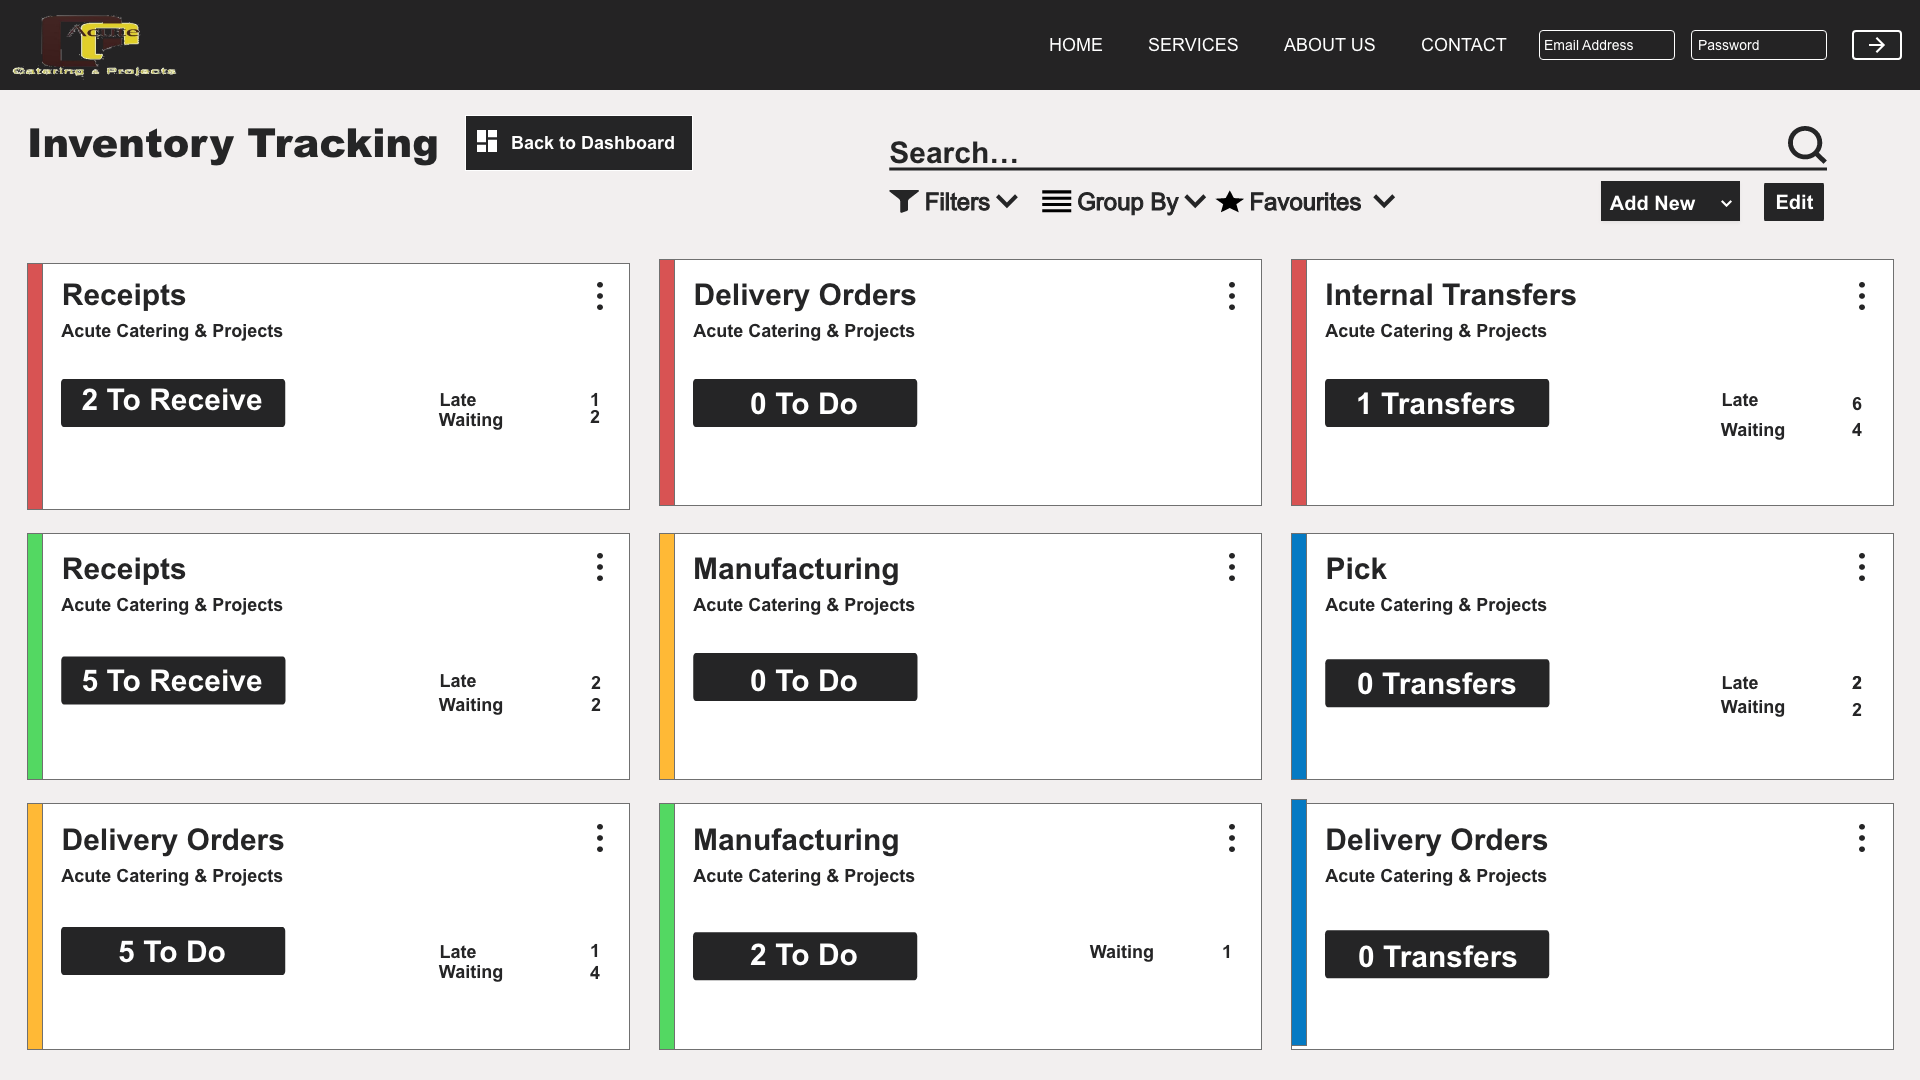 Acute
Catering & Projects
HOME
SERVICES
ABOUT US
CONTACT
Email Address
Password
Inventory Tracking
Back to Dashboard
Search...
Filters
Group By
Favourites
Add New
Edit
Receipts
Acute Catering & Projects
2 To Receive
Late 1
Waiting 2
Delivery Orders
Acute Catering & Projects
0 To Do
Internal Transfers
Acute Catering & Projects
1 Transfers
Late 6
Waiting 4
Receipts
Acute Catering & Projects
5 To Receive
Late 2
Waiting 2
Manufacturing
Acute Catering & Projects
0 To Do
Pick
Acute Catering & Projects
0 Transfers
Late 2
Waiting 2
Delivery Orders
Acute Catering & Projects
5 To Do
Late 1
Waiting 4
Manufacturing
Acute Catering & Projects
2 To Do
Waiting 1
Delivery Orders
Acute Catering & Projects
0 Transfers